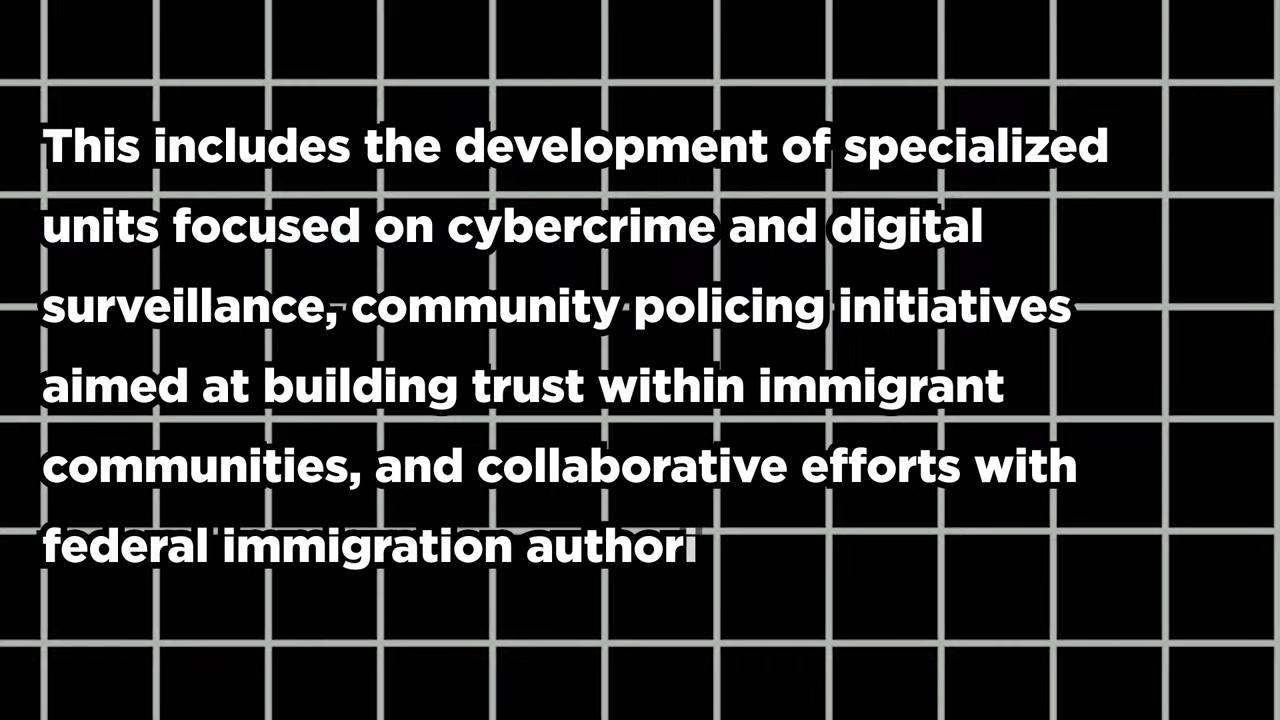 This includes the development of specialized
units focused on cybercrime and digital
surveillance, community policing initiatives
aimed at building trust within immigrant
communities, and collaborative efforts with
federal immigration authori